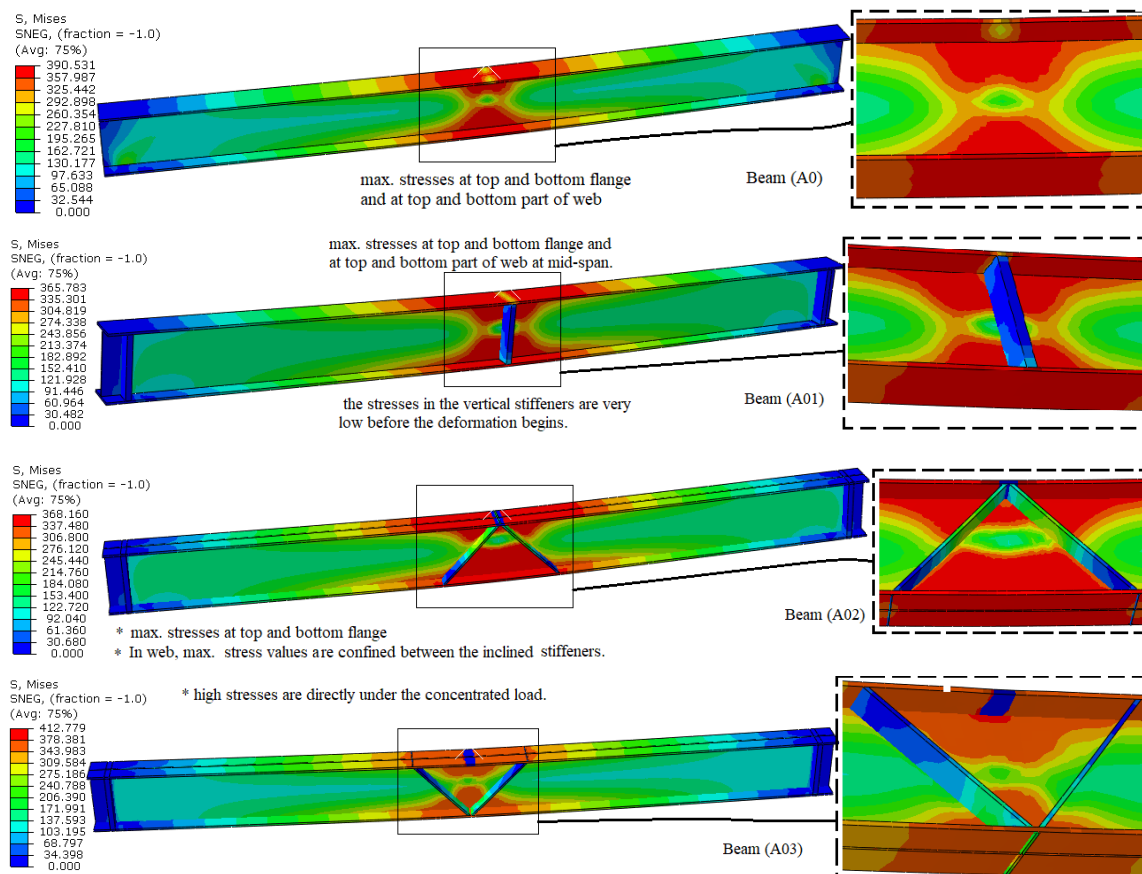 S, Mises
SNEG, (fraction = -1.0)
(Avg: 75%)
390.531
357.987
325.442
292.898
260.354
227.810
195.265
162.721
130.177
97.633
65.088
32.544
0.000
max. stresses at top and bottom flange
and at top and bottom part of web
Beam (A0)
S, Mises
SNEG, (fraction = -1.0)
(Avg: 75%)
365.783
335.301
304.819
274.338
243.856
213.374
182.892
152.410
121.928
91.446
60.964
30.482
0.000
max. stresses at top and bottom flange and
at top and bottom part of web at mid-span.
the stresses in the vertical stiffeners are very
low before the deformation begins.
Beam (A01)
S, Mises
SNEG, (fraction = -1.0)
(Avg: 75%)
368.160
337.480
306.800
276.120
245.440
214.760
184.080
153.400
122.720
92.040
61.360
30.680
0.000
* max. stresses at top and bottom flange
* In web, max. stress values are confined between the inclined stiffeners.
Beam (A02)
S, Mises
SNEG, (fraction = -1.0)
(Avg: 75%)
412.779
378.381
343.983
309.584
275.186
240.788
206.390
171.991
137.593
103.195
68.797
34.398
0.000
* high stresses are directly under the concentrated load.
Beam (A03)